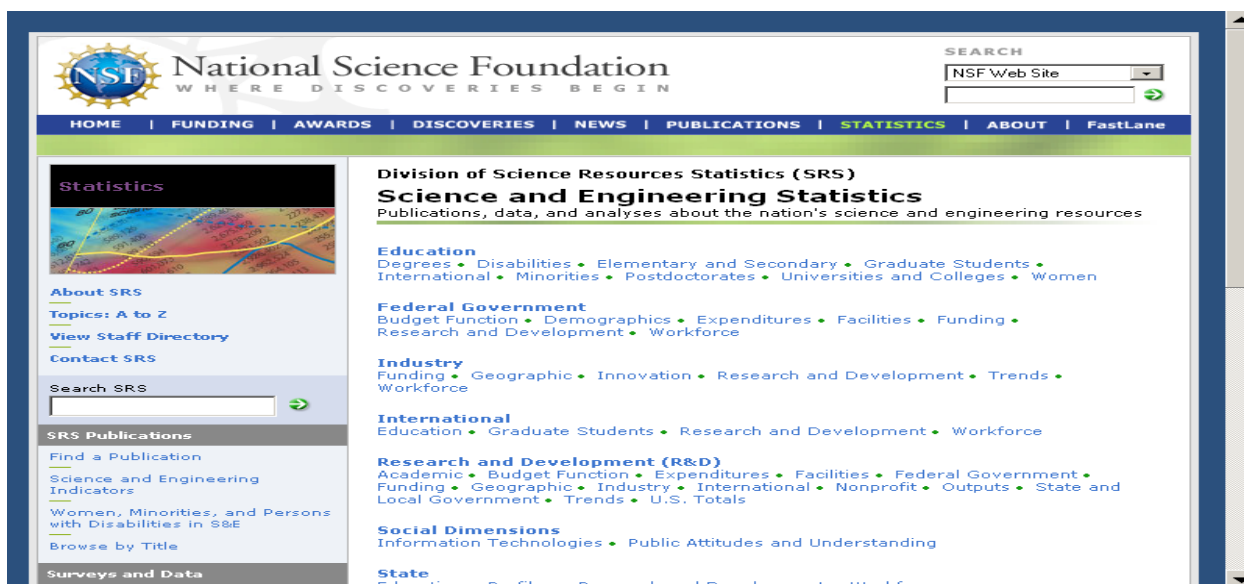 NSF
National Science Foundation
WHERE DISCOVERIES BEGIN
SEARCH
NSF Web Site
HOME | FUNDING | AWARDS | DISCOVERIES | NEWS | PUBLICATIONS | STATISTICS | ABOUT | FastLane
Statistics
About SRS
Topics: A to Z
View Staff Directory
Contact SRS
Search SRS
SRS Publications
Find a Publication
Science and Engineering
Indicators
Women, Minorities, and Persons
with Disabilities in S&E
Browse by Title
Surveys and Data
Division of Science Resources Statistics (SRS)
Science and Engineering Statistics
Publications, data, and analyses about the nation's science and engineering resources
Education
Degrees • Disabilities • Elementary and Secondary • Graduate Students •
International • Minorities • Postdoctorates • Universities and Colleges • Women
Federal Government
Budget Function • Demographics • Expenditures • Facilities • Funding •
Research and Development • Workforce
Industry
Funding • Geographic • Innovation • Research and Development • Trends •
Workforce
International
Education • Graduate Students • Research and Development • Workforce
Research and Development (R&D)
Academic • Budget Function • Expenditures • Facilities • Federal Government •
Funding • Geographic • Industry • International • Nonprofit • Outputs • State and
Local Government • Trends • U.S. Totals
Social Dimensions
Information Technologies • Public Attitudes and Understanding
State